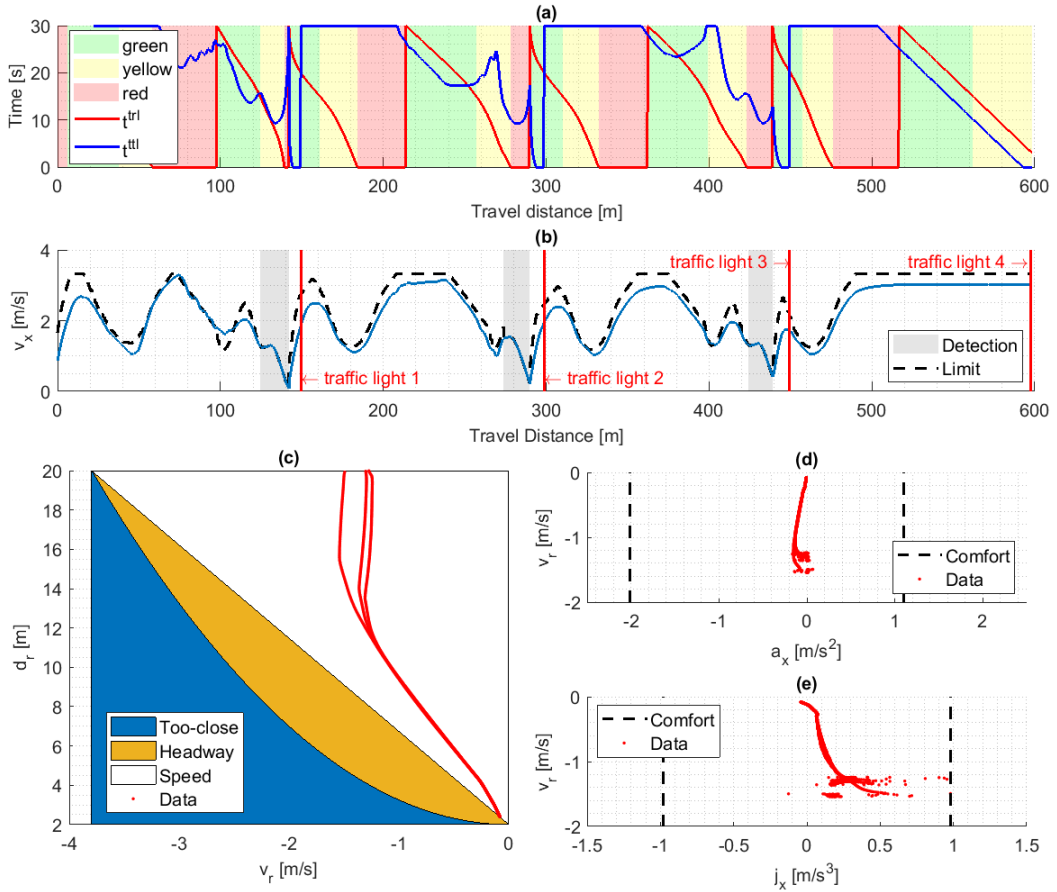 (a)
30
20
10
0
Time [s]
green
yellow
red
t^trl
t^ttl
0 100 200 300 400 500 600
Travel distance [m]
(b)
4
2
0
v_x [m/s]
traffic light 3 →
traffic light 4 →
← traffic light 1
← traffic light 2
Detection
Limit
0 100 200 300 400 500 600
Travel Distance [m]
(c)
20
18
16
14
12
10
8
6
4
2
d_r [m]
Too-close
Headway
Speed
Data
-4 -3 -2 -1 0
v_r [m/s]
(d)
0
-1
-2
v_r [m/s]
Comfort
Data
-2 -1 0 1 2
a_x [m/s^2]
(e)
0
-1
-2
v_r [m/s]
Comfort
Data
-1.5 -1 -0.5 0 0.5 1 1.5
j_x [m/s^3]